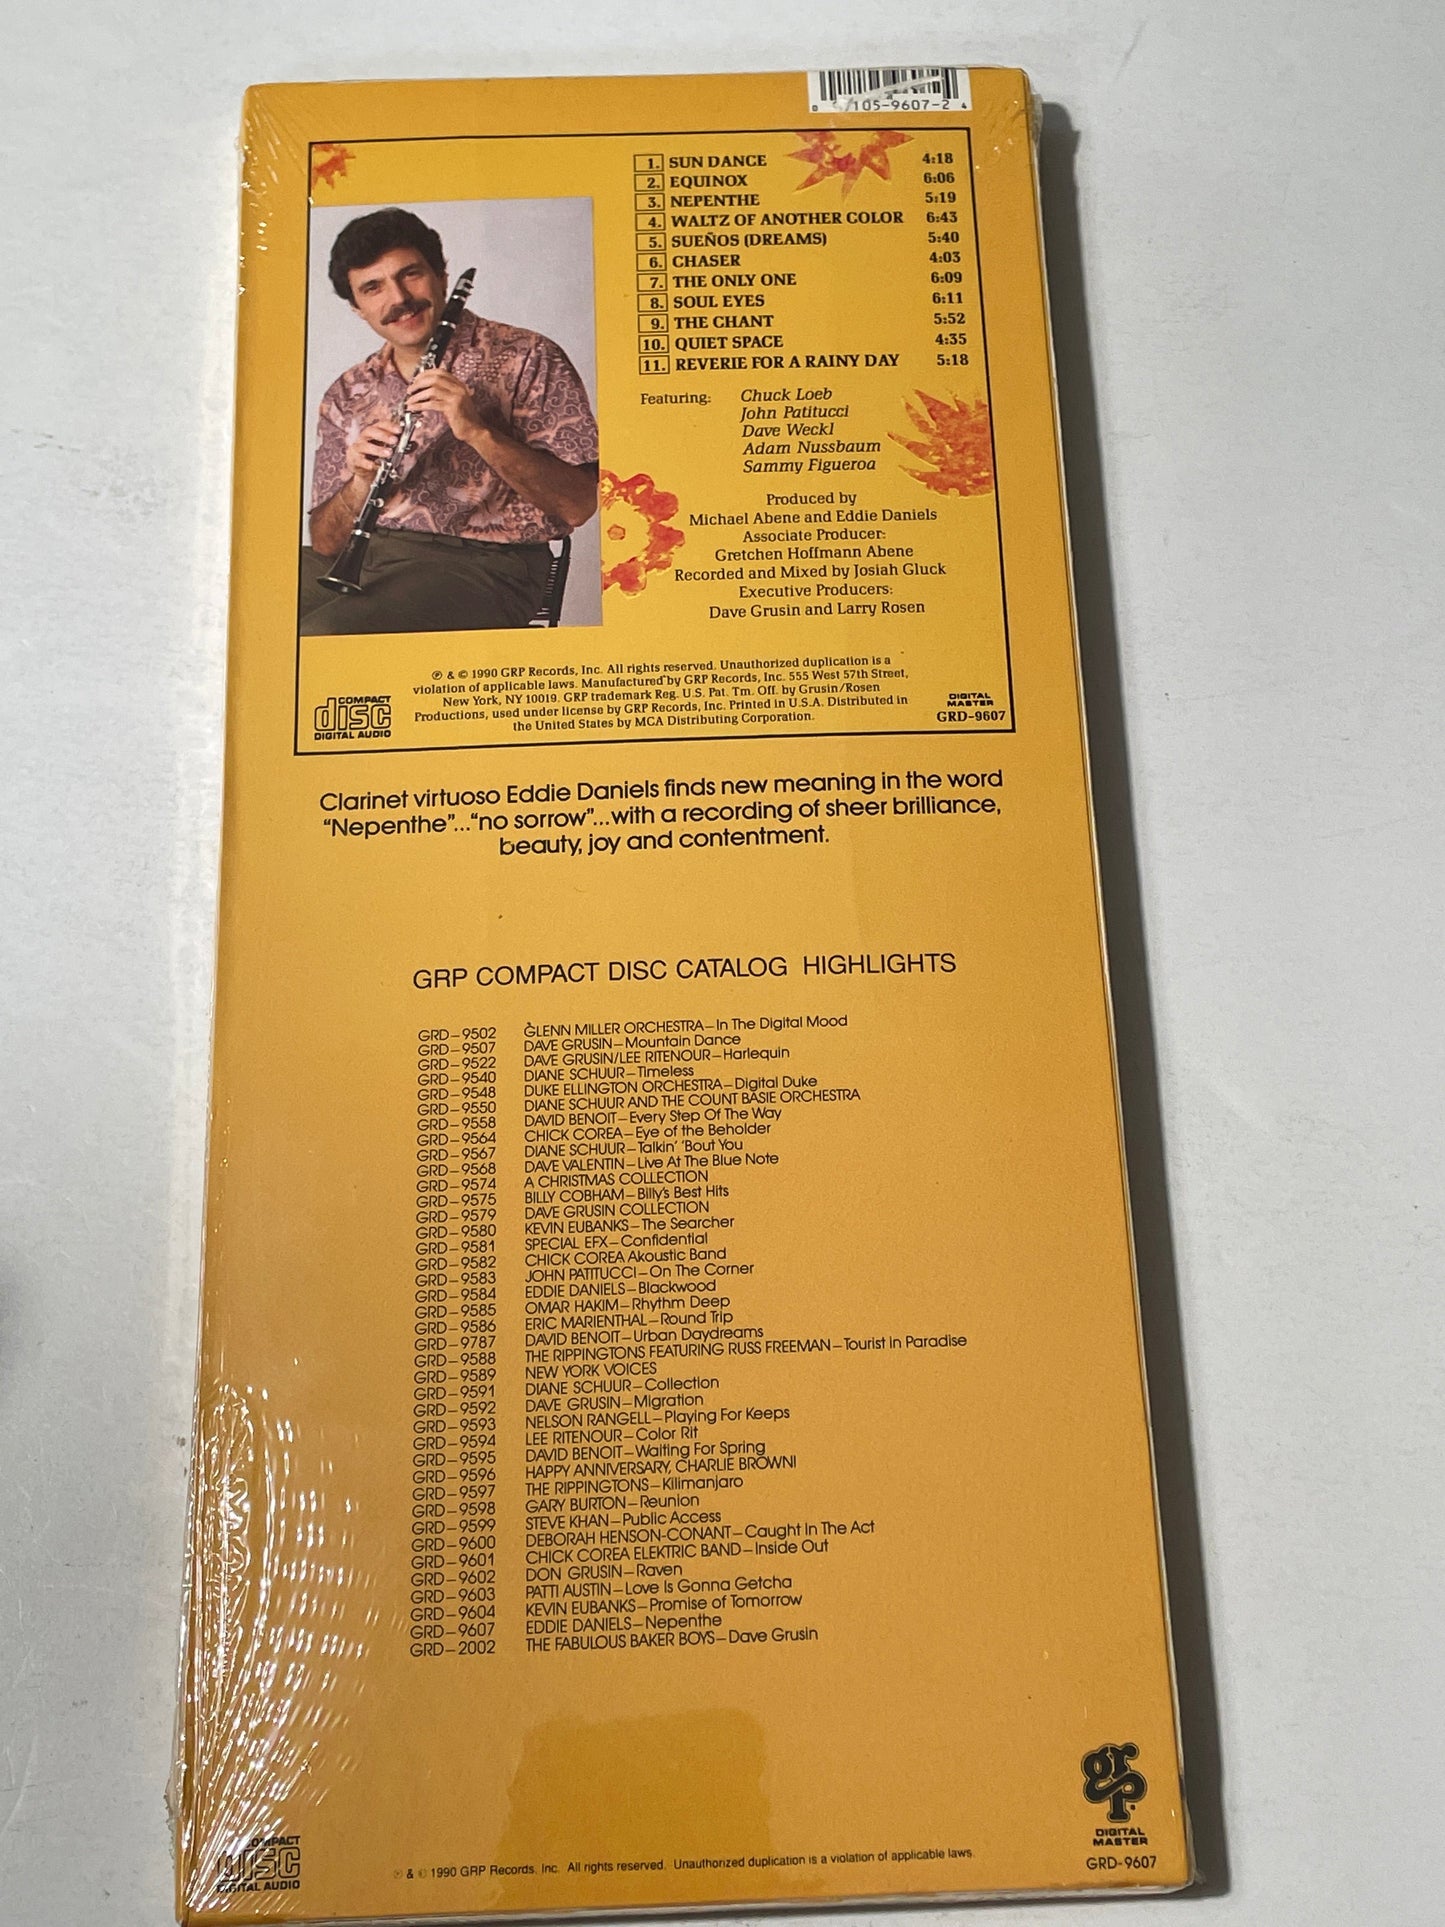 105-9607-2 4
1. SUN DANCE 4:18
2. EQUINOX 6:06
3. NEPENTHE 5:19
4. WALTZ OF ANOTHER COLOR 6:43
5. SUEÑOS (DREAMS) 5:40
6. CHASER 4:03
7. THE ONLY ONE 6:09
8. SOUL EYES 6:11
9. THE CHANT 5:52
10. QUIET SPACE 4:35
11. REVERIE FOR A RAINY DAY 5:18
Featuring: Chuck Loeb
John Patitucci
Dave Weckl
Adam Nussbaum
Sammy Figueroa
Produced by
Michael Abene and Eddie Daniels
Associate Producer:
Gretchen Hoffmann Abene
Recorded and Mixed by Josiah Gluck
Executive Producers:
Dave Grusin and Larry Rosen
℗ & © 1990 GRP Records, Inc. All rights reserved. Unauthorized duplication is a
violation of applicable laws. Manufactured by GRP Records, Inc. 555 West 57th Street,
New York, NY 10019. GRP trademark Reg. U.S. Pat. Tm. Off. by Grusin/Rosen
Productions, used under license by GRP Records, Inc. Printed in U.S.A. Distributed in
the United States by MCA Distributing Corporation.
COMPACT
disc
DIGITAL AUDIO
DIGITAL
MASTER
GRD-9607
Clarinet virtuoso Eddie Daniels finds new meaning in the word
“Nepenthe”...“no sorrow”...with a recording of sheer brilliance,
beauty, joy and contentment.
GRP COMPACT DISC CATALOG HIGHLIGHTS
GRD–9502 GLENN MILLER ORCHESTRA–In The Digital Mood
GRD–9507 DAVE GRUSIN–Mountain Dance
GRD–9522 DAVE GRUSIN/LEE RITENOUR–Harlequin
GRD–9540 DIANE SCHUUR–Timeless
GRD–9548 DUKE ELLINGTON ORCHESTRA–Digital Duke
GRD–9550 DIANE SCHUUR AND THE COUNT BASIE ORCHESTRA
GRD–9558 DAVID BENOIT–Every Step Of The Way
GRD–9564 CHICK COREA–Eye of the Beholder
GRD–9567 DIANE SCHUUR–Talkin’ ’Bout You
GRD–9568 DAVE VALENTIN–Live At The Blue Note
GRD–9574 A CHRISTMAS COLLECTION
GRD–9575 BILLY COBHAM–Billy’s Best Hits
GRD–9579 DAVE GRUSIN COLLECTION
GRD–9580 KEVIN EUBANKS–The Searcher
GRD–9581 SPECIAL EFX–Confidential
GRD–9582 CHICK COREA Akoustic Band
GRD–9583 JOHN PATITUCCI–On The Corner
GRD–9584 EDDIE DANIELS–Blackwood
GRD–9585 OMAR HAKIM–Rhythm Deep
GRD–9586 ERIC MARIENTHAL–Round Trip
GRD–9787 DAVID BENOIT–Urban Daydreams
GRD–9588 THE RIPPINGTONS FEATURING RUSS FREEMAN–Tourist in Paradise
GRD–9589 NEW YORK VOICES
GRD–9591 DIANE SCHUUR–Collection
GRD–9592 DAVE GRUSIN–Migration
GRD–9593 NELSON RANGELL–Playing For Keeps
GRD–9594 LEE RITENOUR–Color Rit
GRD–9595 DAVID BENOIT–Waiting For Spring
GRD–9596 HAPPY ANNIVERSARY, CHARLIE BROWN!
GRD–9597 THE RIPPINGTONS–Kilimanjaro
GRD–9598 GARY BURTON–Reunion
GRD–9599 STEVE KHAN–Public Access
GRD–9600 DEBORAH HENSON-CONANT–Caught In The Act
GRD–9601 CHICK COREA ELEKTRIC BAND–Inside Out
GRD–9602 DON GRUSIN–Raven
GRD–9603 PATTI AUSTIN–Love Is Gonna Getcha
GRD–9604 KEVIN EUBANKS–Promise of Tomorrow
GRD–9607 EDDIE DANIELS–Nepenthe
GRD–2002 THE FABULOUS BAKER BOYS–Dave Grusin
grp
DIGITAL
MASTER
GRD-9607
COMPACT
disc
DIGITAL AUDIO
℗ & © 1990 GRP Records, Inc. All rights reserved. Unauthorized duplication is a violation of applicable laws.